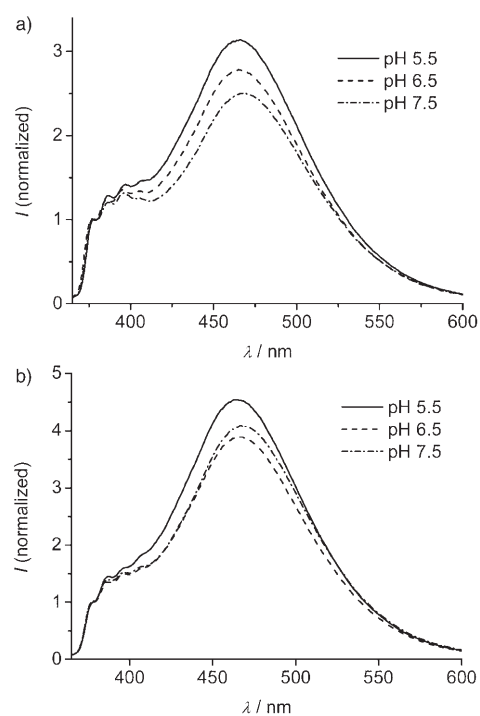 a)
I (normalized)
3
2
1
0
pH 5.5
pH 6.5
pH 7.5
400 450 500 550 600
λ / nm
b)
I (normalized)
5
4
3
2
1
0
pH 5.5
pH 6.5
pH 7.5
400 450 500 550 600
λ / nm